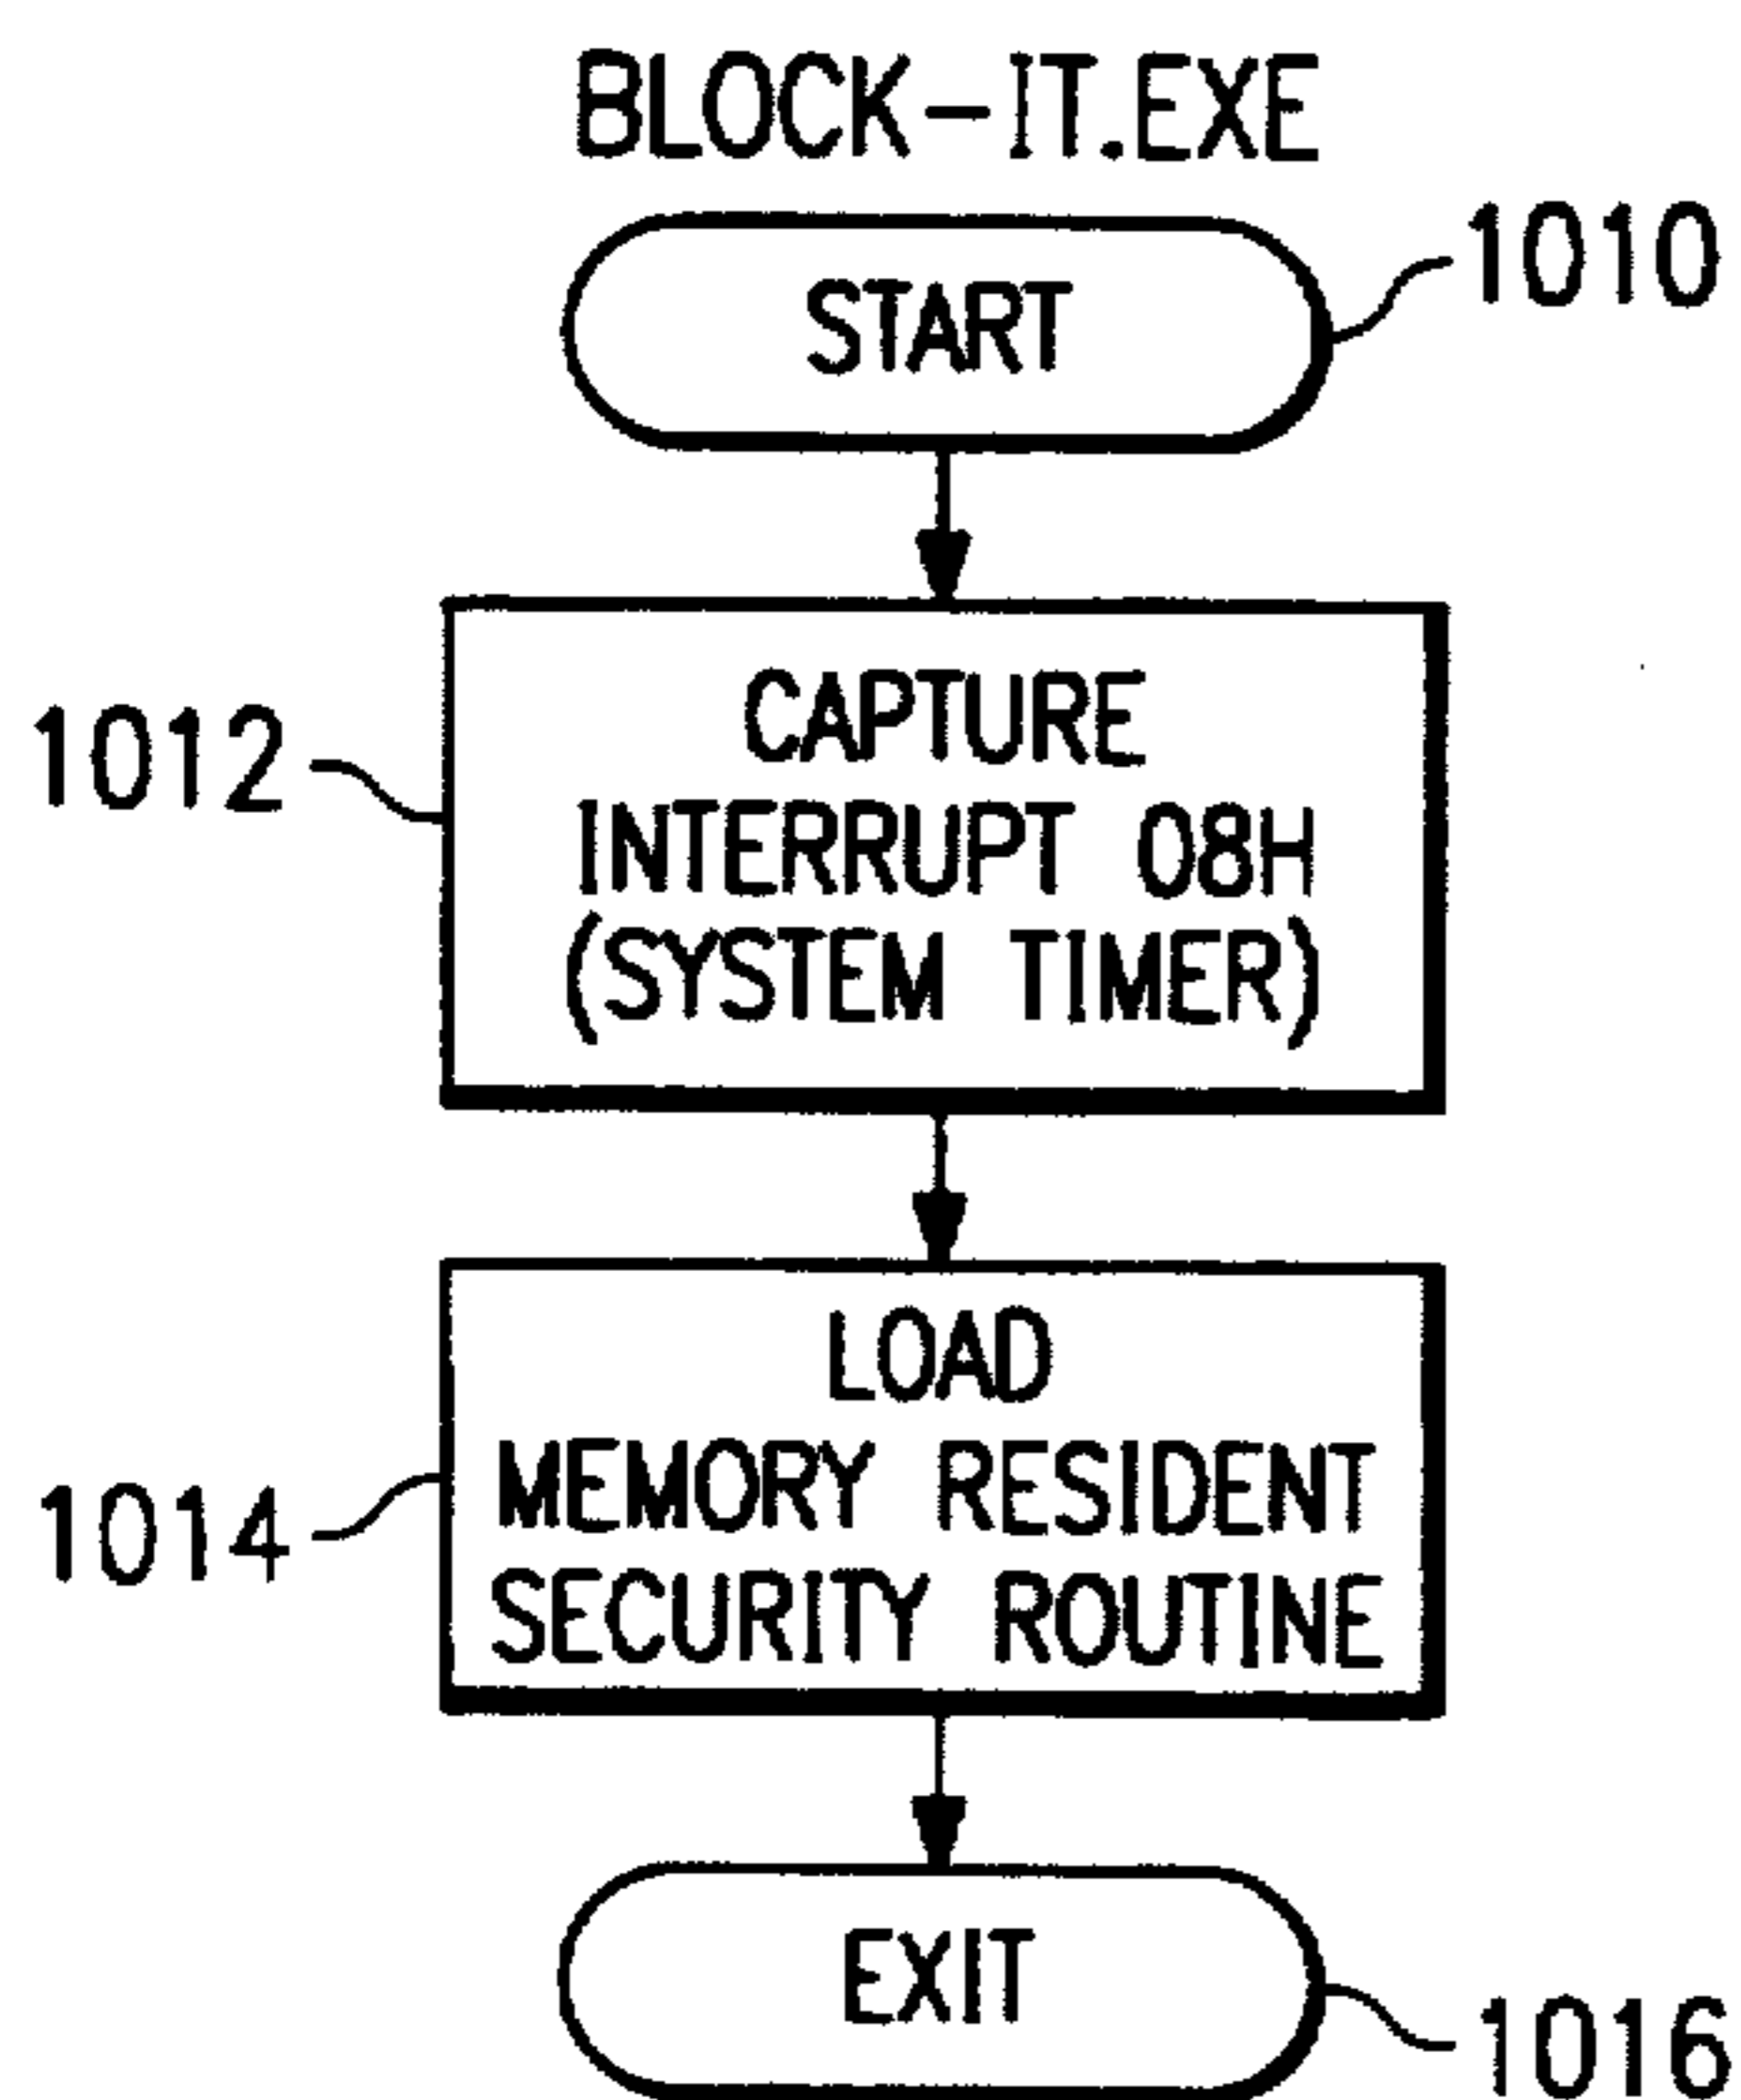 BLOCK-IT.EXE
START
1010
CAPTURE
INTERRUPT 08H
(SYSTEM TIMER)
1012
LOAD
MEMORY RESIDENT
SECURITY ROUTINE
1014
EXIT
1016